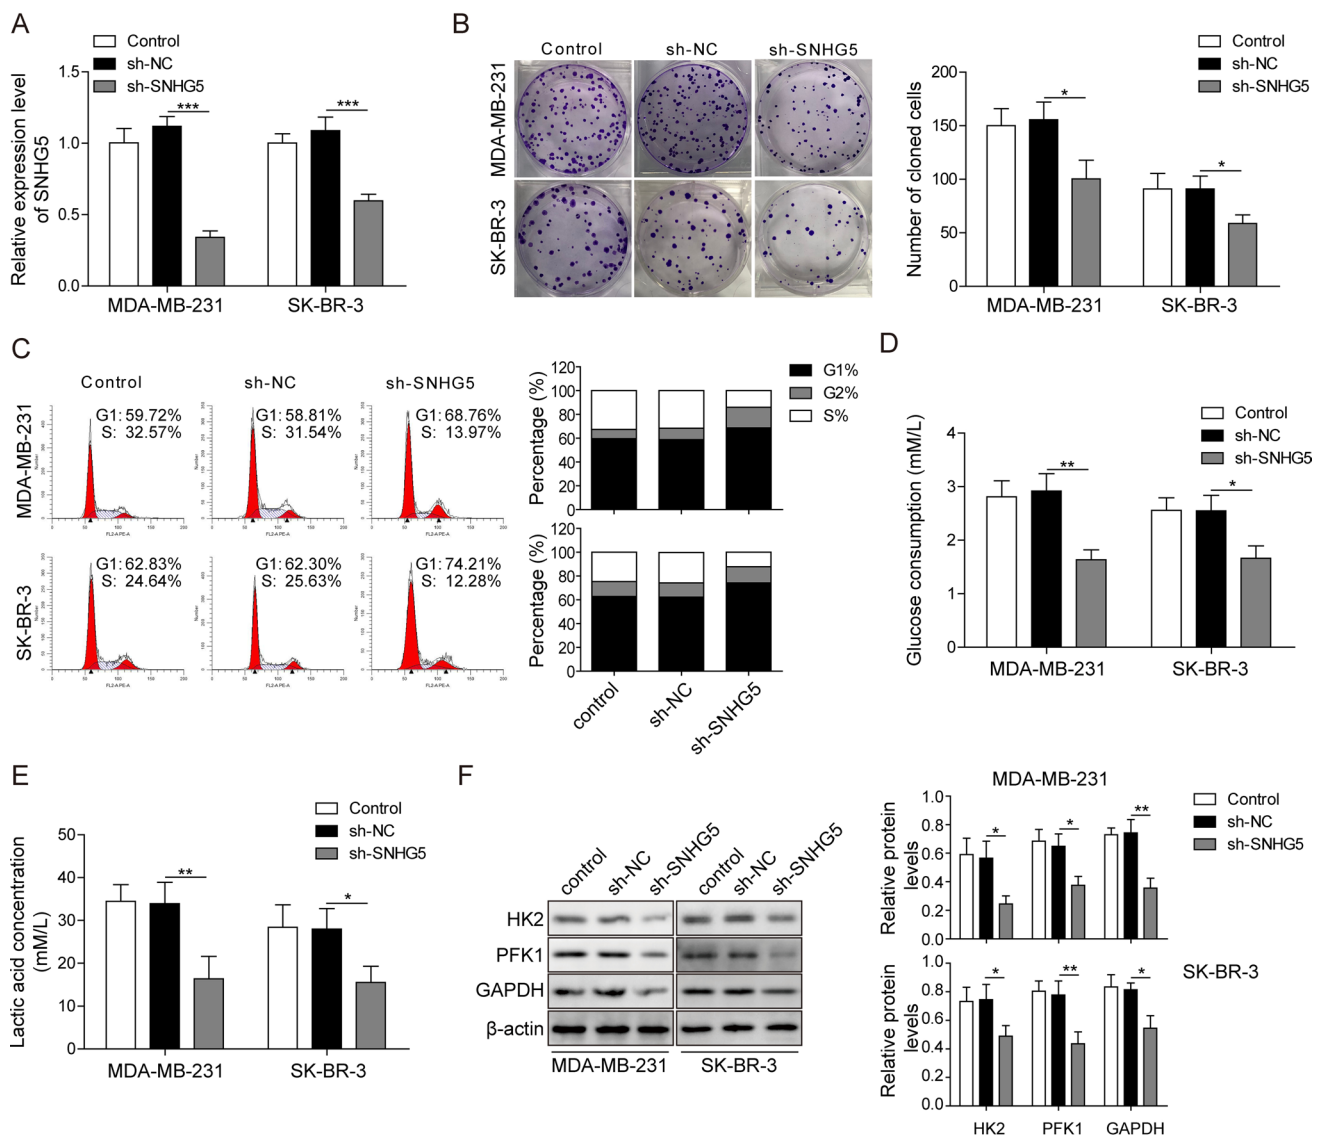 A
Control
sh-NC
sh-SNHG5
Relative expression level
of SNHG5
1.5
1.0
0.5
0.0
***
***
MDA-MB-231
SK-BR-3
B
Control
sh-NC
sh-SNHG5
MDA-MB-231
SK-BR-3
Control
sh-NC
sh-SNHG5
Number of cloned cells
200
150
100
50
0
*
*
MDA-MB-231
SK-BR-3
C
Control
sh-NC
sh-SNHG5
MDA-MB-231
G1: 59.72%
S: 32.57%
G1: 58.81%
S: 31.54%
G1: 68.76%
S: 13.97%
SK-BR-3
G1: 62.83%
S: 24.64%
G1: 62.30%
S: 25.63%
G1: 74.21%
S: 12.28%
Percentage (%)
120
100
80
60
40
20
0
G1%
G2%
S%
Percentage (%)
120
100
80
60
40
20
0
control
sh-NC
sh-SNHG5
D
Control
sh-NC
sh-SNHG5
Glucose consumption (mM/L)
4
3
2
1
0
**
*
MDA-MB-231
SK-BR-3
E
Control
sh-NC
sh-SNHG5
Lactic acid concentration
(mM/L)
50
40
30
20
10
0
**
*
MDA-MB-231
SK-BR-3
F
control
sh-NC
sh-SNHG5
control
sh-NC
sh-SNHG5
HK2
PFK1
GAPDH
β-actin
MDA-MB-231
SK-BR-3
MDA-MB-231
Control
sh-NC
sh-SNHG5
Relative protein
levels
1.0
0.8
0.6
0.4
0.2
0.0
*
*
**
SK-BR-3
Relative protein
levels
1.0
0.8
0.6
0.4
0.2
0.0
*
**
*
HK2
PFK1
GAPDH